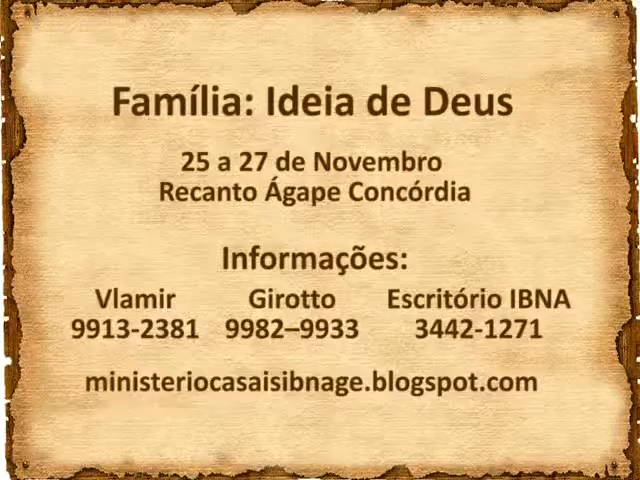 Família: Ideia de Deus
25 a 27 de Novembro
Recanto Ágape Concórdia
Informações:
Vlamir Girotto Escritório IBNA
9913-2381 9982–9933 3442-1271
ministeriocasaisibnage.blogspot.com